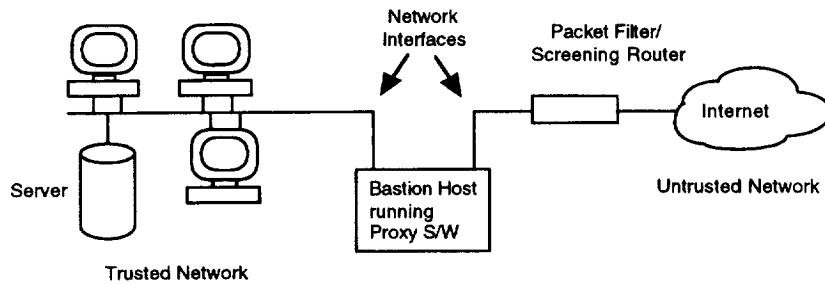 Network
Interfaces
Packet Filter/
Screening Router
Internet
Server
Bastion Host
running
Proxy S/W
Untrusted Network
Trusted Network